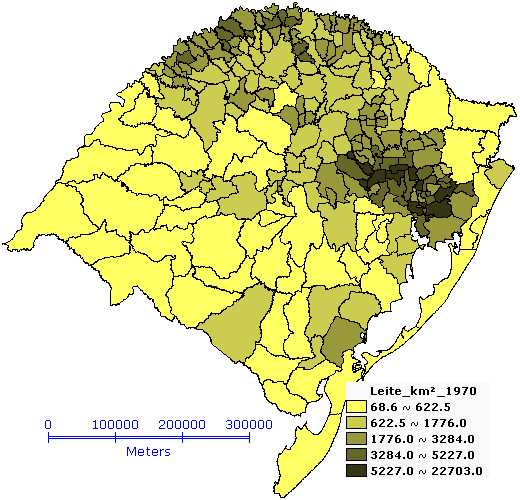 Leite_km²_1970
68.6 ~ 622.5
622.5 ~ 1776.0
1776.0 ~ 3284.0
3284.0 ~ 5227.0
5227.0 ~ 22703.0
0 100000 200000 300000
Meters